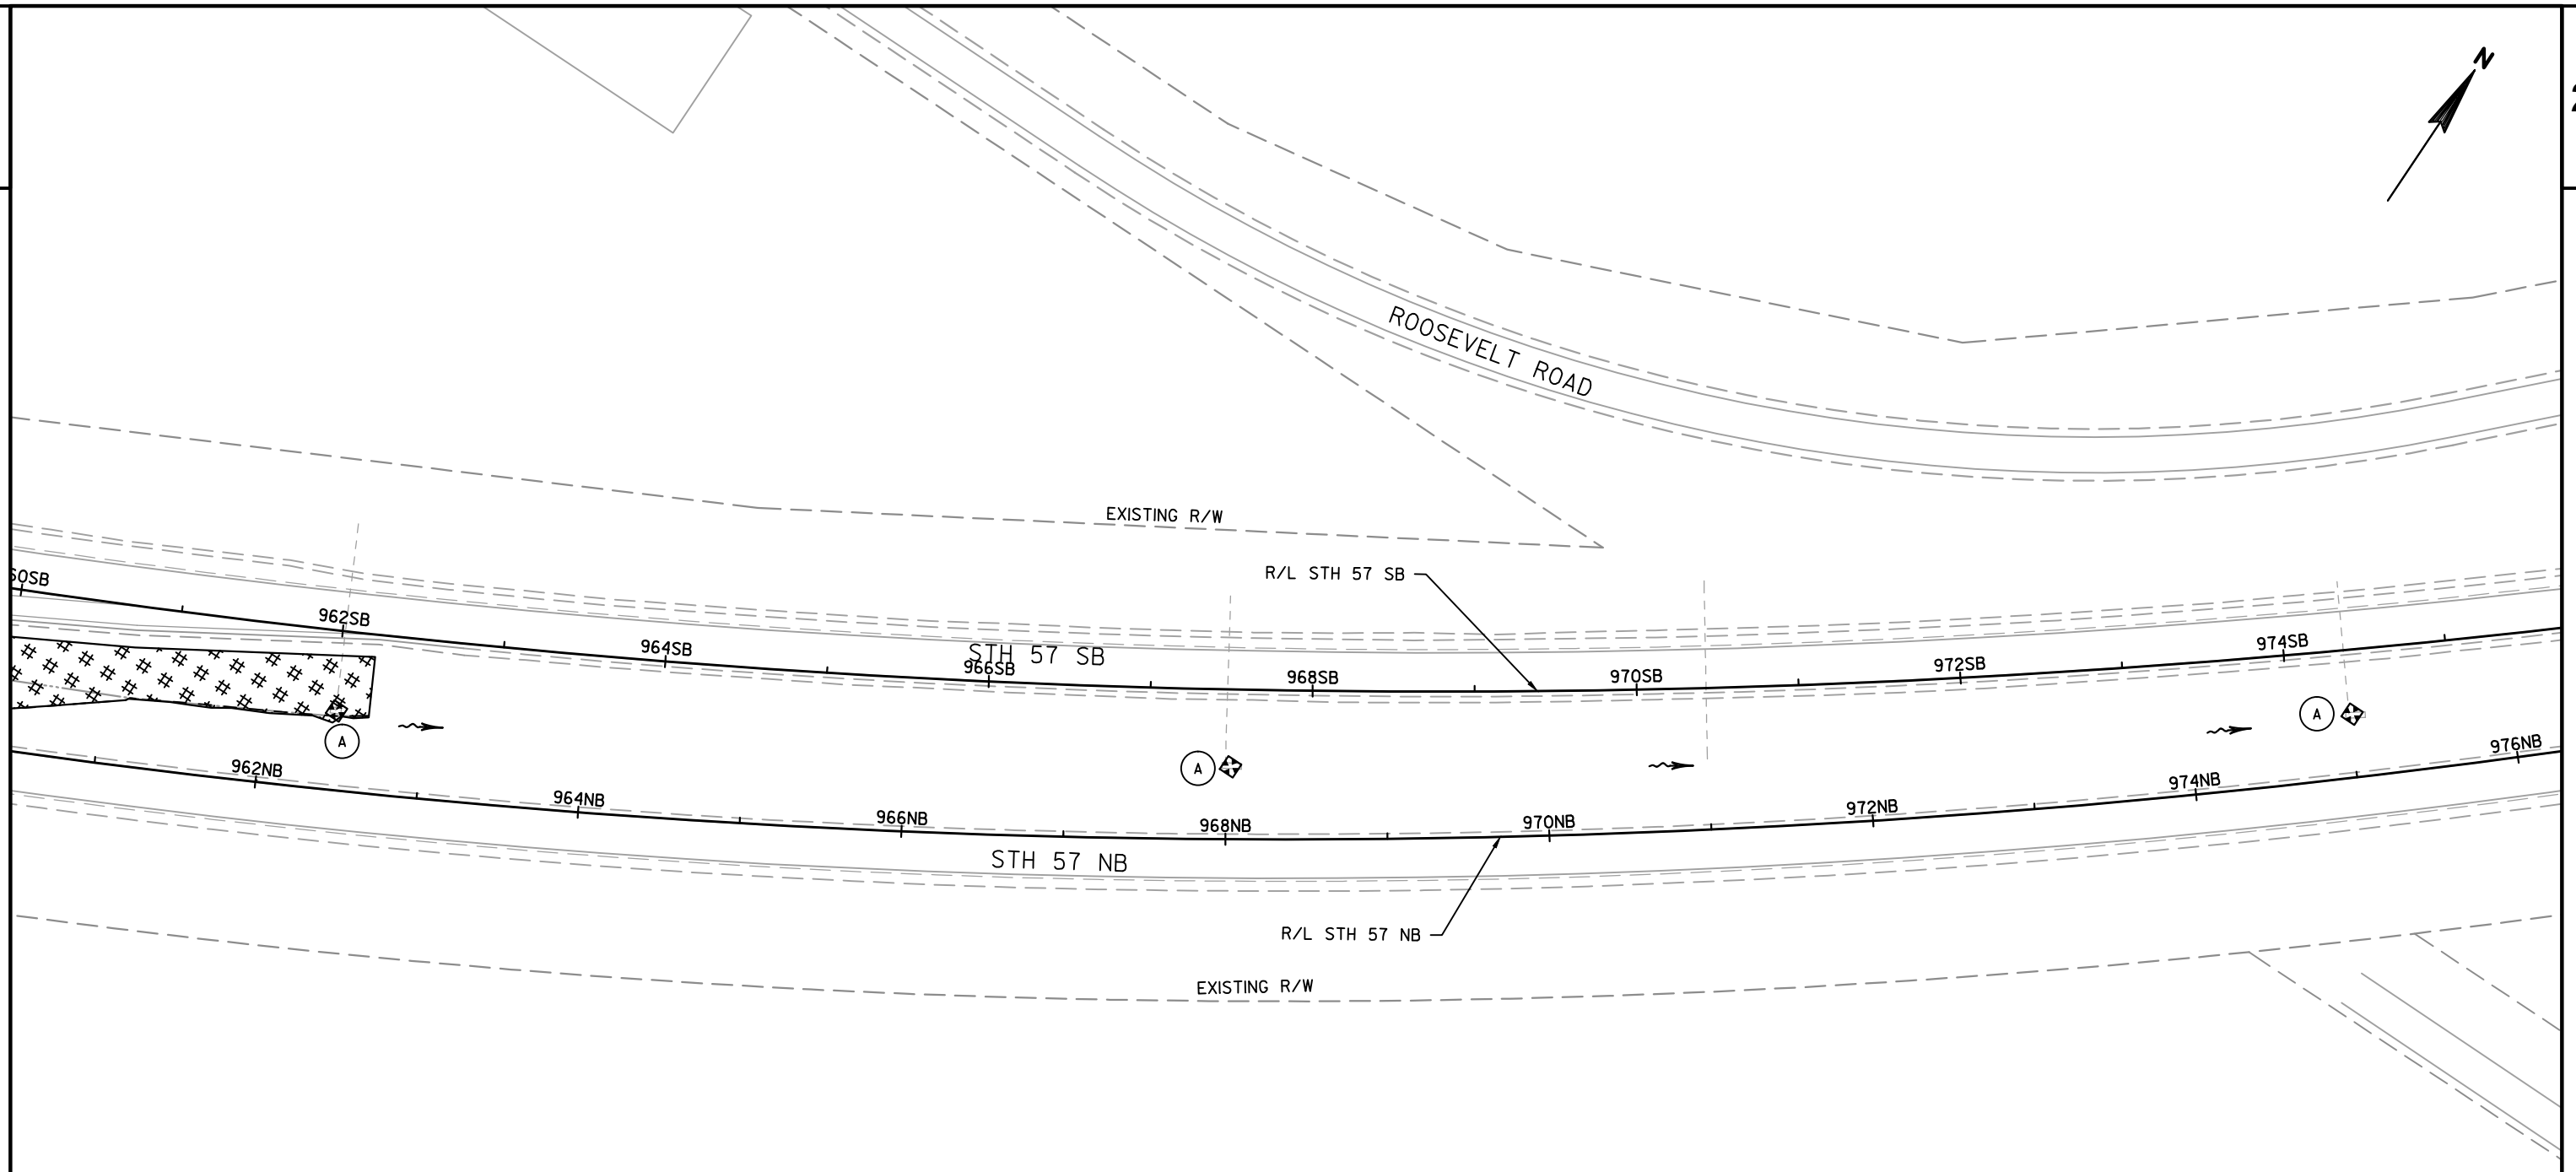 N
ROOSEVELT ROAD
EXISTING R/W
R/L STH 57 SB
60SB
962SB
964SB
STH 57 SB
966SB
968SB
970SB
972SB
974SB
A
A
A
962NB
964NB
966NB
968NB
970NB
972NB
974NB
976NB
STH 57 NB
R/L STH 57 NB
EXISTING R/W